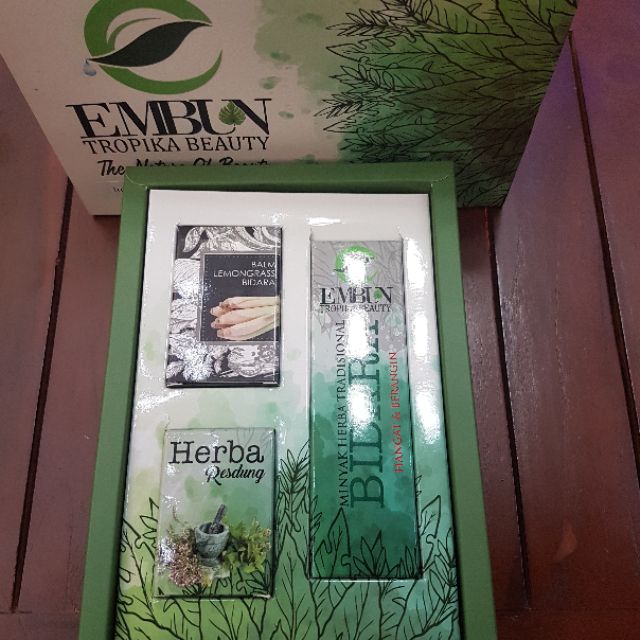 EMBUN
TROPIKA BEAUTY
The Nature Of Beauty
BALM
LEMONGRASS
BIDARA
EMBUN
TROPIKA BEAUTY
MINYAK HERBA TRADISIONAL
BIDARA
HANGAT & BERANGIN
Herba
Resdung